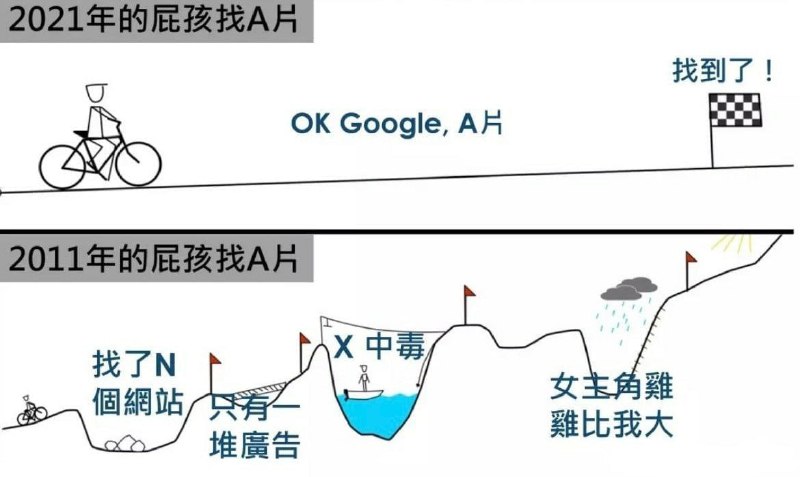 2021年的屁孩找A片
找到了！
OK Google, A片
2011年的屁孩找A片
找了N
個網站
只有一
堆廣告
X 中毒
女主角雞
雞比我大